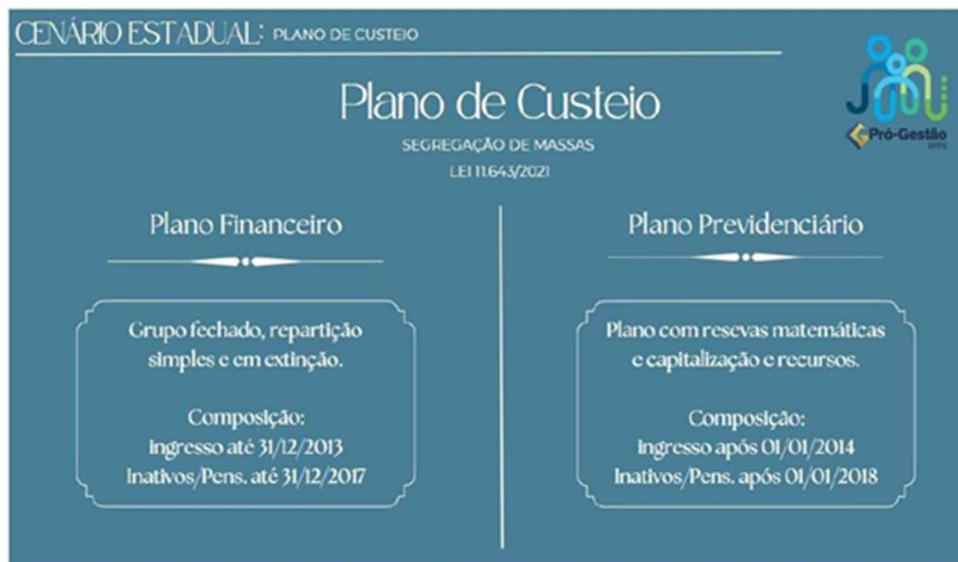 CENÁRIO ESTADUAL: PLANO DE CUSTEIO
Plano de Custeio
SEGREGAÇÃO DE MASSAS
LEI 11.643/2021
Pró-Gestão
RPPS
Plano Financeiro
Grupo fechado, repartição
simples e em extinção.
Composição:
ingresso até 31/12/2013
Inativos/Pens. até 31/12/2017
Plano Previdenciário
Plano com resevas matemáticas
e capitalização e recursos.
Composição:
ingresso após 01/01/2014
Inativos/Pens. após 01/01/2018